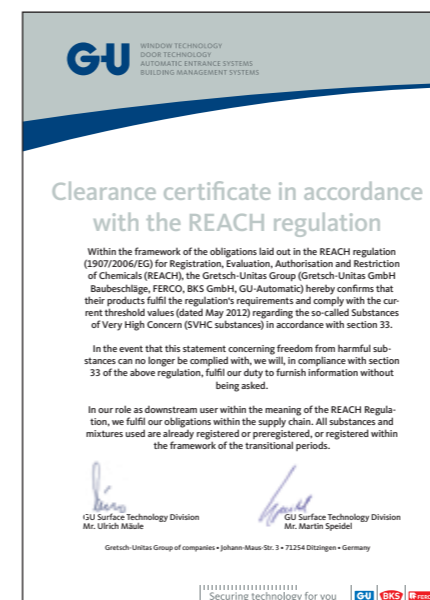 G-U
WINDOW TECHNOLOGY
DOOR TECHNOLOGY
AUTOMATIC ENTRANCE SYSTEMS
BUILDING MANAGEMENT SYSTEMS
Clearance certificate in accordance
with the REACH regulation
Within the framework of the obligations laid out in the REACH regulation
(1907/2006/EG) for Registration, Evaluation, Authorisation and Restriction
of Chemicals (REACH), the Gretsch-Unitas Group (Gretsch-Unitas GmbH
Baubeschläge, FERCO, BKS GmbH, GU-Automatic) hereby confirms that
their products fulfil the regulation's requirements and comply with the cur-
rent threshold values (dated May 2012) regarding the so-called Substances
of Very High Concern (SVHC substances) in accordance with section 33.
In the event that this statement concerning freedom from harmful sub-
stances can no longer be complied with, we will, in compliance with section
33 of the above regulation, fulfil our duty to furnish information without
being asked.
In our role as downstream user within the meaning of the REACH Regula-
tion, we fulfil our obligations within the supply chain. All substances and
mixtures used are already registered or preregistered, or registered within
the framework of the transitional periods.
GU Surface Technology Division
Mr. Ulrich Mäule
GU Surface Technology Division
Mr. Martin Speidel
Gretsch-Unitas Group of companies • Johann-Maus-Str. 3 • 71254 Ditzingen • Germany
Securing technology for you
G-U BKS FERCO